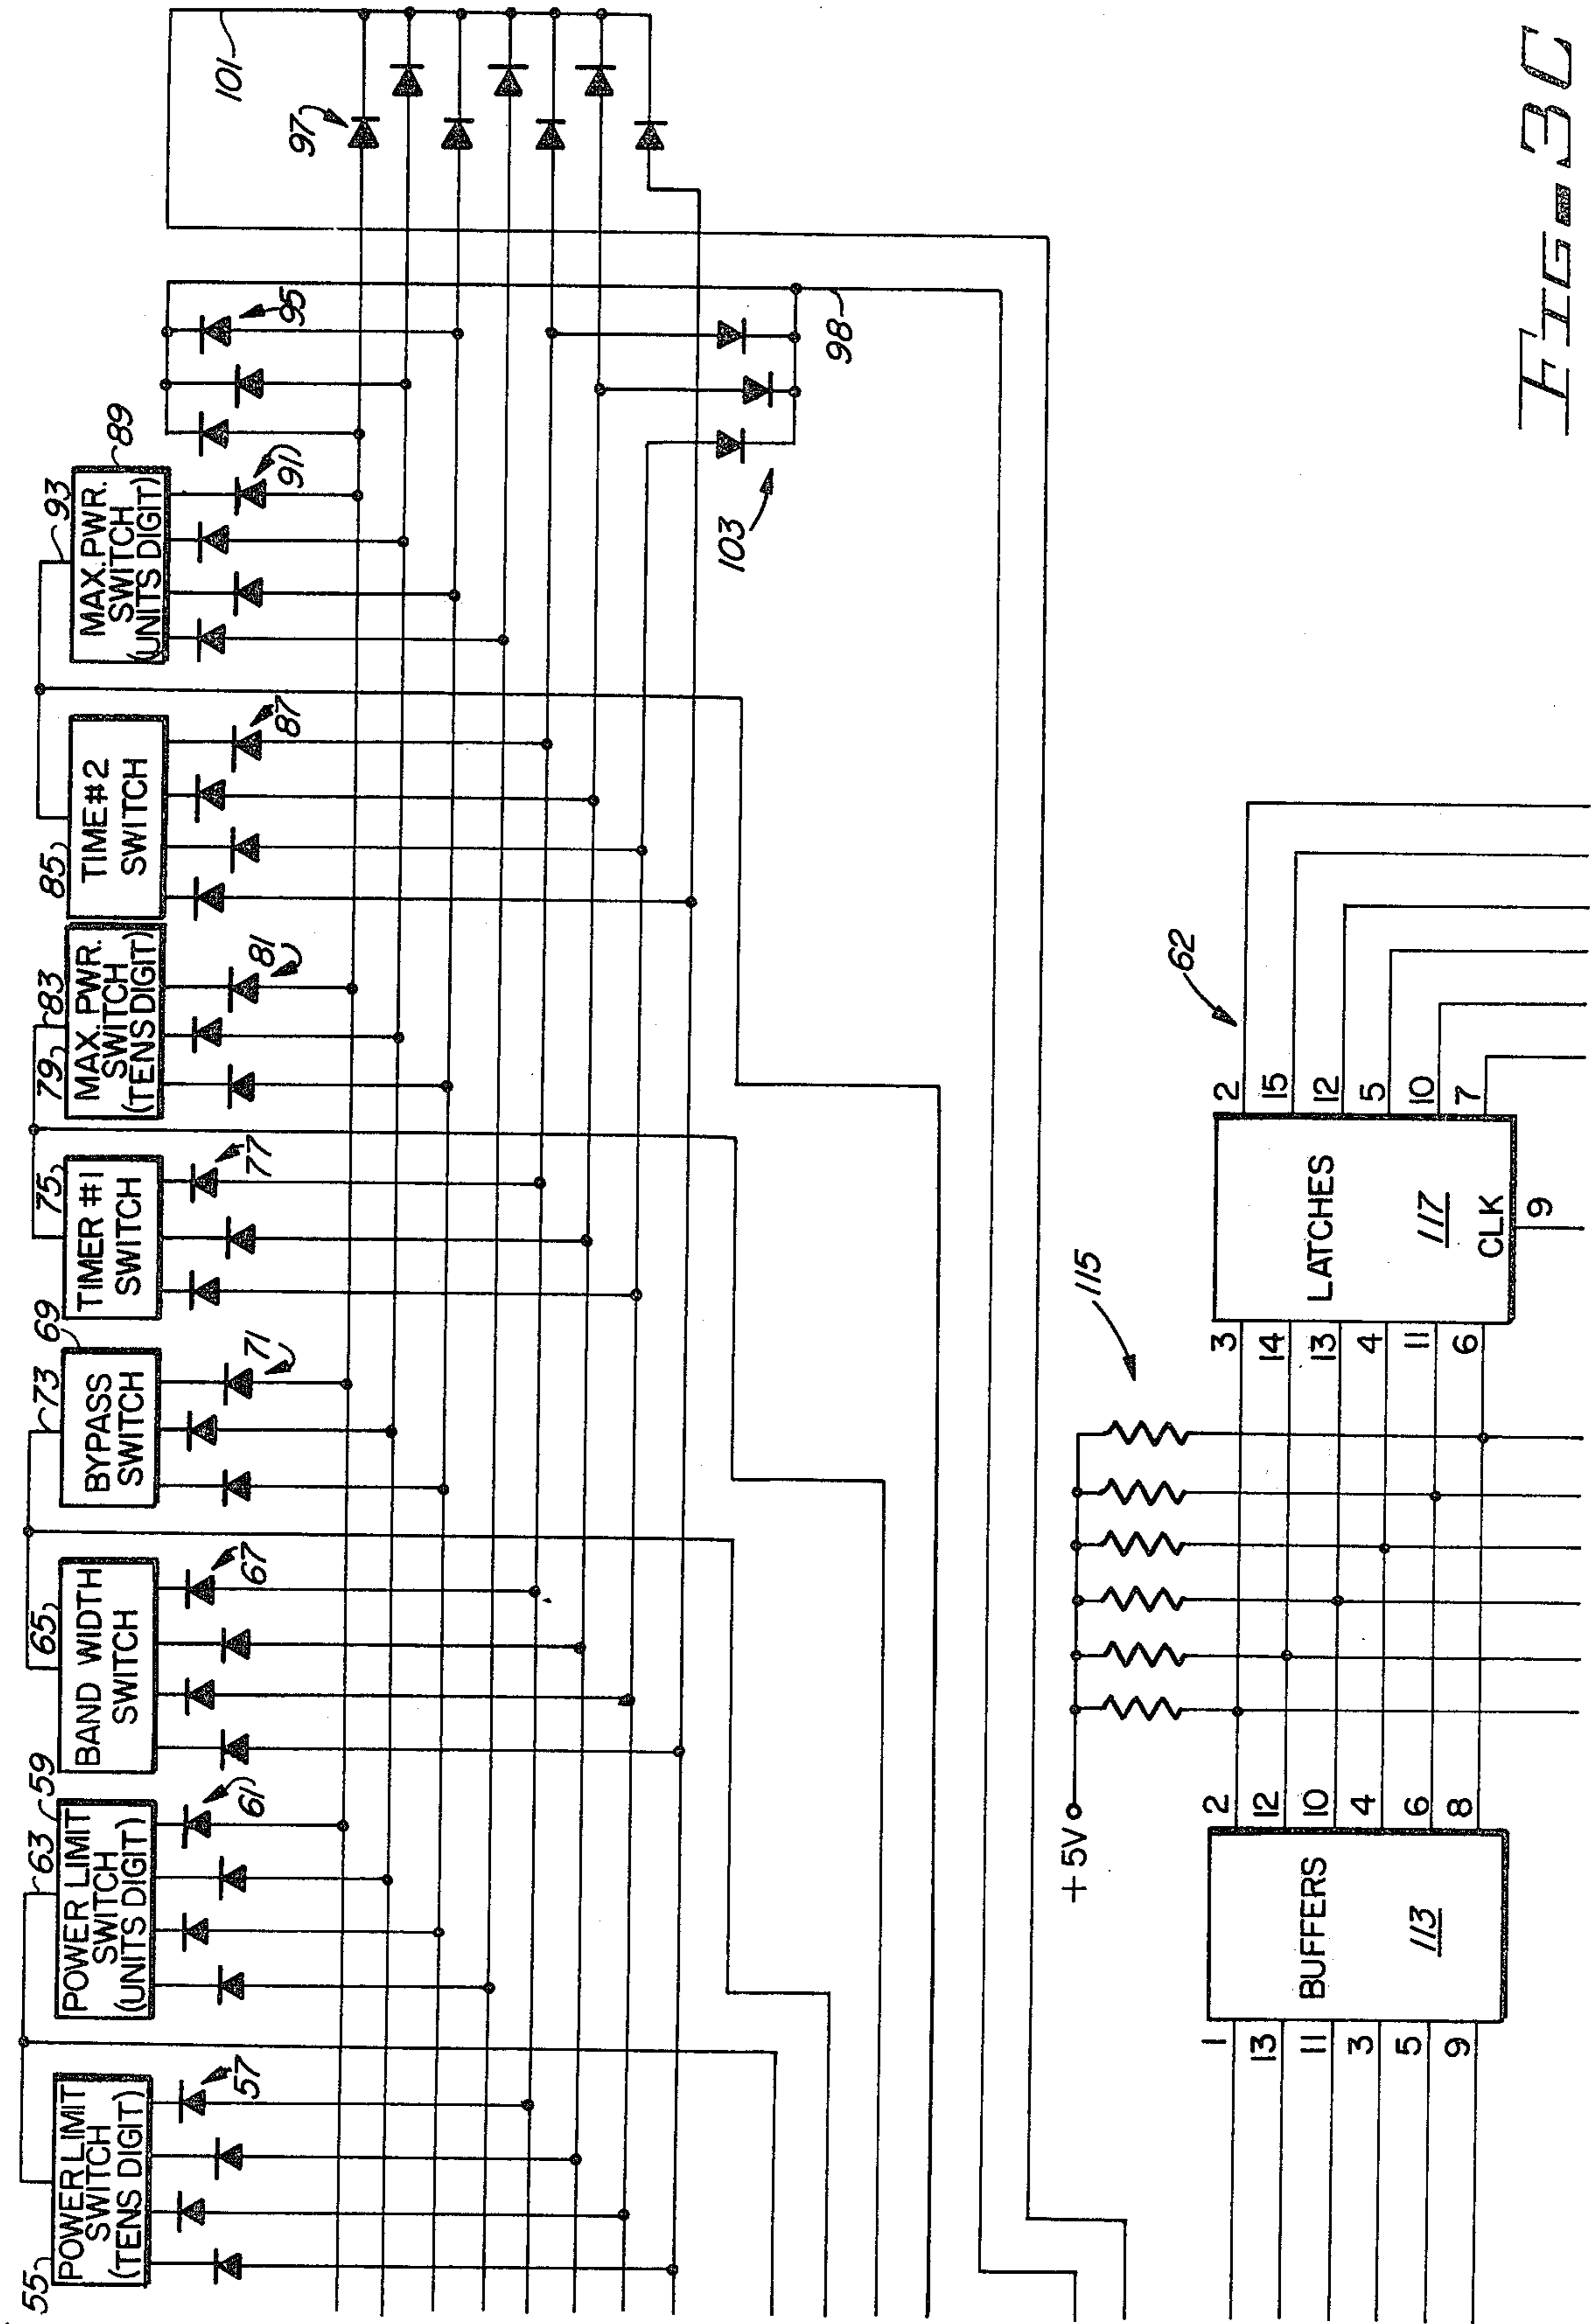 55
POWER LIMIT
SWITCH
(TENS DIGIT)
57
63
59
POWER LIMIT
SWITCH
(UNITS DIGIT)
61
65
BAND WIDTH
SWITCH
67
73
69
BYPASS
SWITCH
71
75
TIMER #1
SWITCH
77
79
83
MAX. PWR.
SWITCH
(TENS DIGIT)
81
85
TIME #2
SWITCH
87
93
89
MAX. PWR.
SWITCH
(UNITS DIGIT)
91
95
97
101
103
98
+5V
115
62
1
13
11
3
5
9
BUFFERS
113
2
12
10
4
6
8
3
14
13
4
11
6
LATCHES
117
CLK
9
2
15
12
5
10
7
FIG-3C